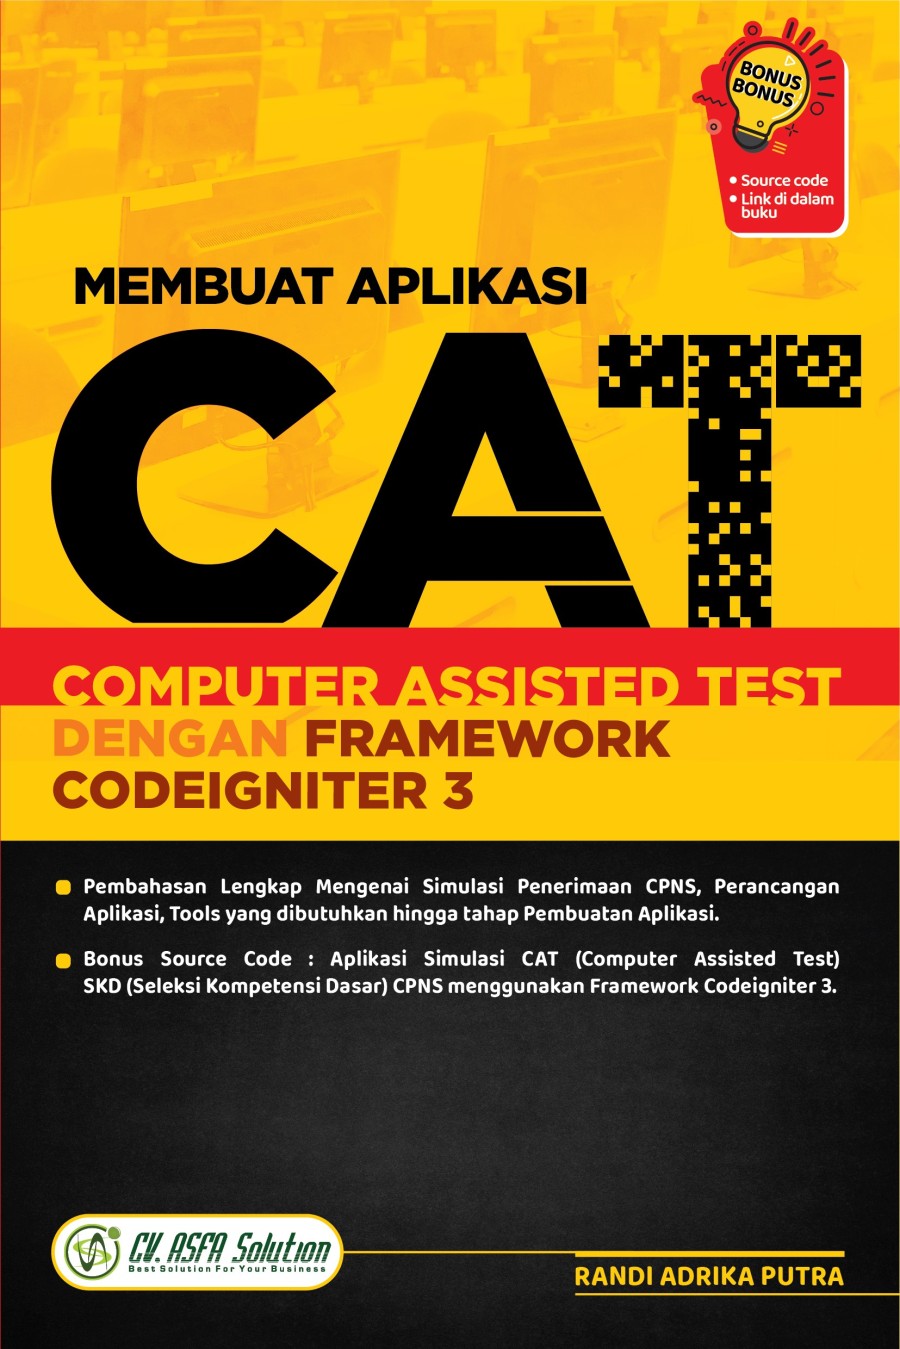 BONUS
BONUS
• Source code
• Link di dalam
buku
MEMBUAT APLIKASI
CAT
COMPUTER ASSISTED TEST
DENGAN FRAMEWORK
CODEIGNITER 3
Pembahasan Lengkap Mengenai Simulasi Penerimaan CPNS, Perancangan
Aplikasi, Tools yang dibutuhkan hingga tahap Pembuatan Aplikasi.
Bonus Source Code : Aplikasi Simulasi CAT (Computer Assisted Test)
SKD (Seleksi Kompetensi Dasar) CPNS menggunakan Framework Codeigniter 3.
CV. ASFA Solution
Best Solution For Your Business
RANDI ADRIKA PUTRA